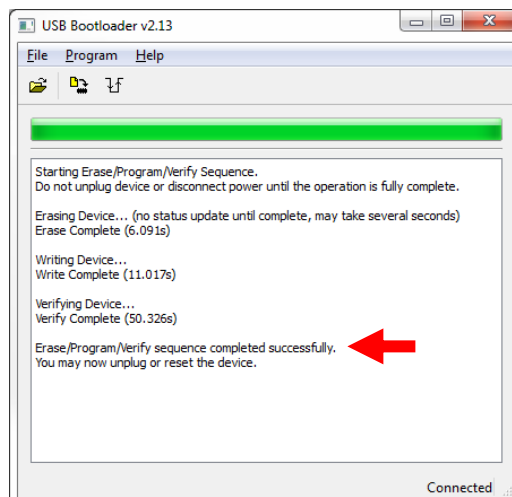 USB Bootloader v2.13
File Program Help
Starting Erase/Program/Verify Sequence.
Do not unplug device or disconnect power until the operation is fully complete.
Erasing Device... (no status update until complete, may take several seconds)
Erase Complete (6.091s)
Writing Device...
Write Complete (11.017s)
Verifying Device...
Verify Complete (50.326s)
Erase/Program/Verify sequence completed successfully.
You may now unplug or reset the device.
Connected